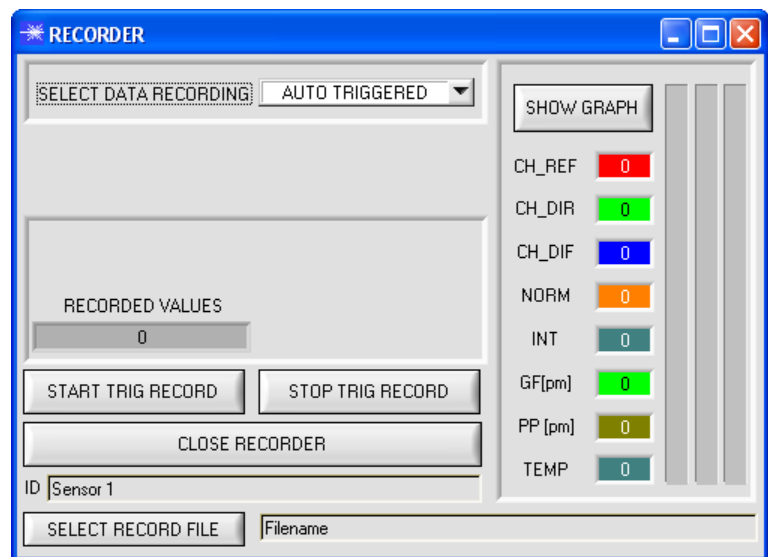 RECORDER
SELECT DATA RECORDING AUTO TRIGGERED
RECORDED VALUES
0
START TRIG RECORD STOP TRIG RECORD
CLOSE RECORDER
ID Sensor 1
SELECT RECORD FILE Filename
SHOW GRAPH
CH_REF 0
CH_DIR 0
CH_DIF 0
NORM 0
INT 0
GF[pm] 0
PP [pm] 0
TEMP 0